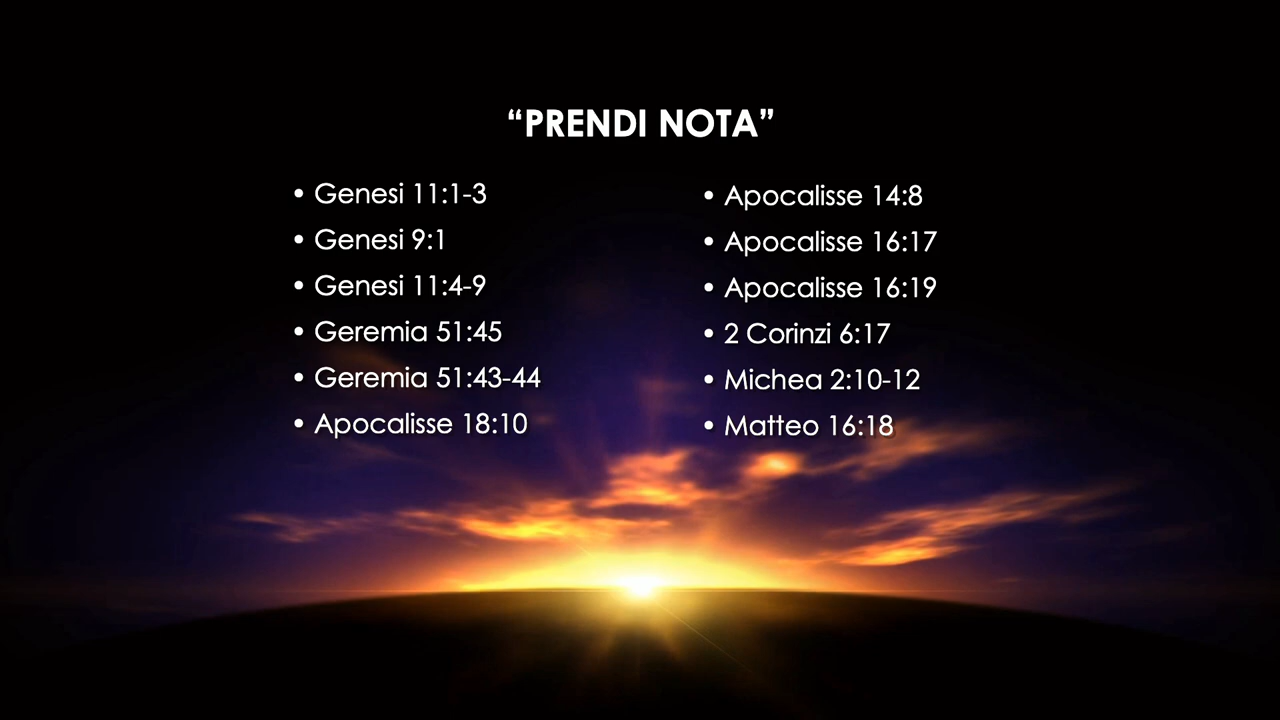 “PRENDI NOTA”
• Genesi 11:1-3
• Genesi 9:1
• Genesi 11:4-9
• Geremia 51:45
• Geremia 51:43-44
• Apocalisse 18:10
• Apocalisse 14:8
• Apocalisse 16:17
• Apocalisse 16:19
• 2 Corinzi 6:17
• Michea 2:10-12
• Matteo 16:18